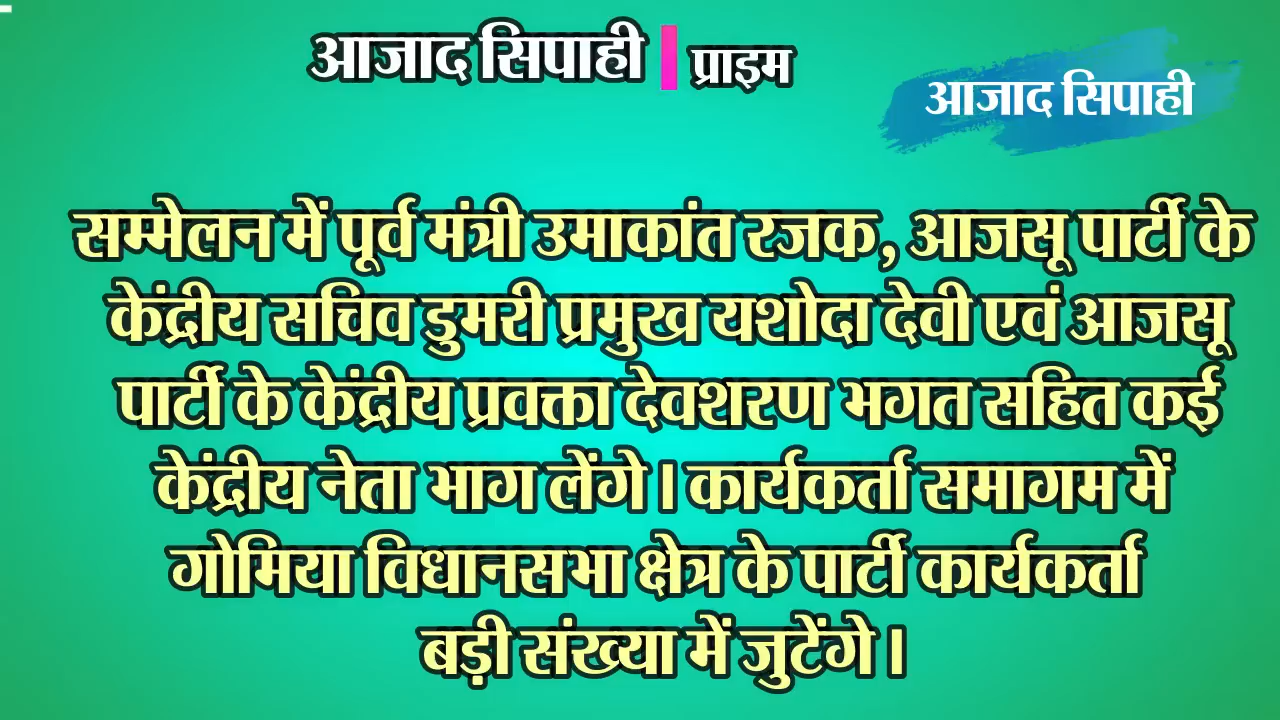 आजाद सिपाही | प्राइम
आजाद सिपाही
सम्मेलन में पूर्व मंत्री उमाकांत रजक, आजसू पार्टी के
केंद्रीय सचिव डुमरी प्रमुख यशोदा देवी एवं आजसू
पार्टी के केंद्रीय प्रवक्ता देवशरण भगत सहित कई
केंद्रीय नेता भाग लेंगे। कार्यकर्ता समागम में
गोमिया विधानसभा क्षेत्र के पार्टी कार्यकर्ता
बड़ी संख्या में जुटेंगे।